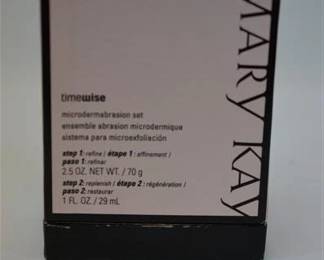 MARY KAY
timewise
microdermabrasion set
ensemble abrasion microdermique
sistema para microexfoliación
step 1: refine / étape 1 : affinement /
paso 1: refinar
2.5 OZ. NET WT. / 70 g
step 2: replenish / étape 2 : régénération /
paso 2: restaurar
1 FL. OZ. / 29 mL